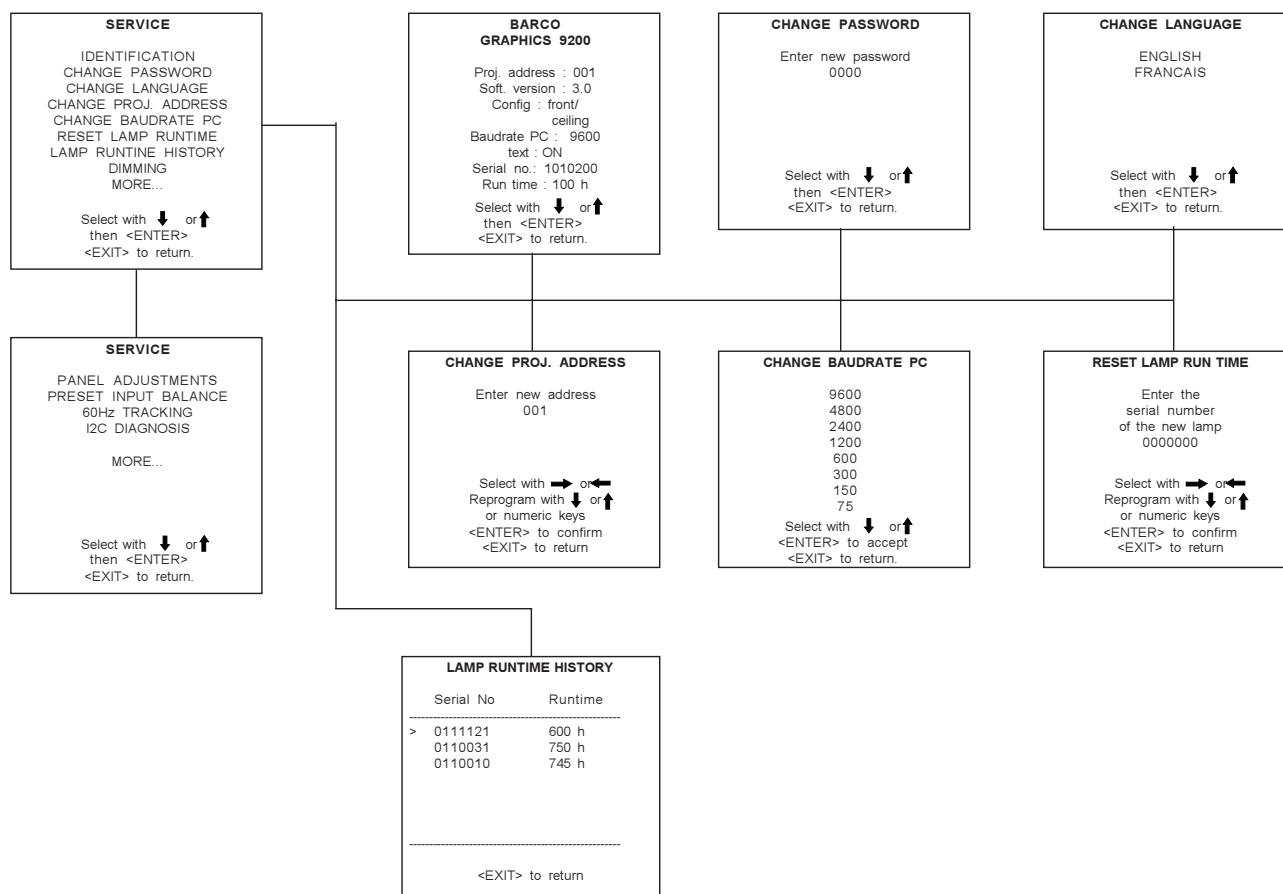 SERVICE
IDENTIFICATION
CHANGE PASSWORD
CHANGE LANGUAGE
CHANGE PROJ. ADDRESS
CHANGE BAUDRATE PC
RESET LAMP RUNTIME
LAMP RUNTINE HISTORY
DIMMING
MORE...
Select with ⬇ or ⬆
then <ENTER>
<EXIT> to return.
BARCO
GRAPHICS 9200
Proj. address : 001
Soft. version : 3.0
Config : front/
ceiling
Baudrate PC : 9600
text : ON
Serial no.: 1010200
Run time : 100 h
Select with ⬇ or ⬆
then <ENTER>
<EXIT> to return.
CHANGE PASSWORD
Enter new password
0000
Select with ⬇ or ⬆
then <ENTER>
<EXIT> to return.
CHANGE LANGUAGE
ENGLISH
FRANCAIS
Select with ⬇ or ⬆
then <ENTER>
<EXIT> to return.
SERVICE
PANEL ADJUSTMENTS
PRESET INPUT BALANCE
60Hz TRACKING
I2C DIAGNOSIS
MORE...
Select with ⬇ or ⬆
then <ENTER>
<EXIT> to return.
CHANGE PROJ. ADDRESS
Enter new address
001
Select with ➡ or ⬅
Reprogram with ⬇ or ⬆
or numeric keys
<ENTER> to confirm
<EXIT> to return
CHANGE BAUDRATE PC
9600
4800
2400
1200
600
300
150
75
Select with ⬇ or ⬆
<ENTER> to accept
<EXIT> to return.
RESET LAMP RUN TIME
Enter the
serial number
of the new lamp
0000000
Select with ➡ or ⬅
Reprogram with ⬇ or ⬆
or numeric keys
<ENTER> to confirm
<EXIT> to return
LAMP RUNTIME HISTORY
Serial No Runtime
> 0111121 600 h
0110031 750 h
0110010 745 h
<EXIT> to return